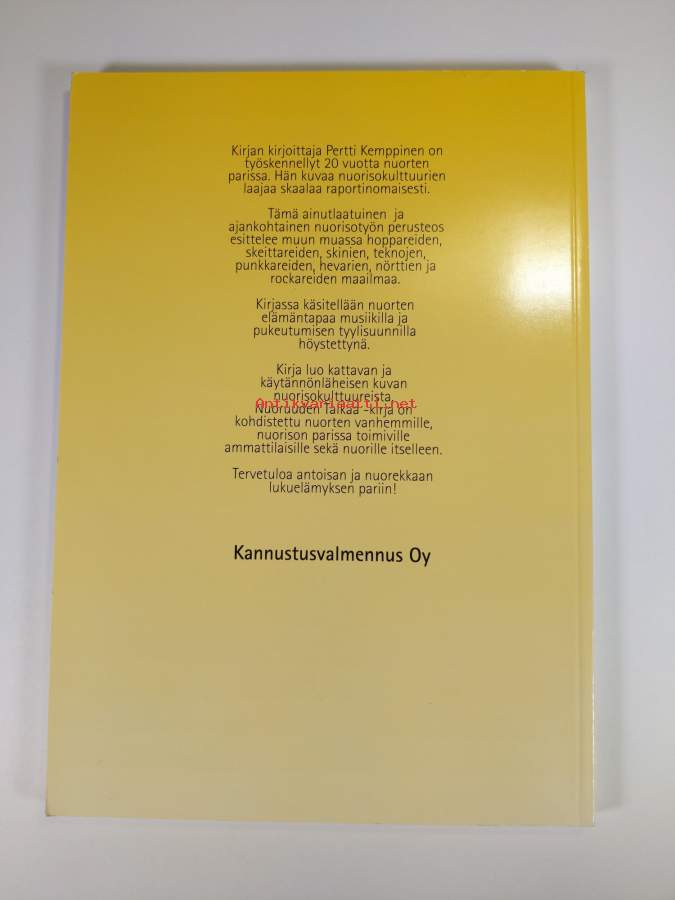 Kirjan kirjoittaja Pertti Kemppinen on
työskennellyt 20 vuotta nuorten
parissa. Hän kuvaa nuorisokulttuurien
laajaa skaalaa raportinomaisesti.
Tämä ainutlaatuinen ja
ajankohtainen nuorisotyön perusteos
esittelee muun muassa hoppareiden,
skeittareiden, skinien, teknojen,
punkkareiden, hevarien, nörttien ja
rockareiden maailmaa.
Kirjassa käsitellään nuorten
elämäntapaa musiikilla ja
pukeutumisen tyylisuunnilla
höystettynä.
Kirja luo kattavan ja
käytännönläheisen kuvan
nuorisokulttuureista.
Antikvariaatti.net
Nuoruuden Taikaa -kirja on
kohdistettu nuorten vanhemmille,
nuorison parissa toimiville
ammattilaisille sekä nuorille itselleen.
Tervetuloa antoisan ja nuorekkaan
lukuelämyksen pariin!
Kannustusvalmennus Oy